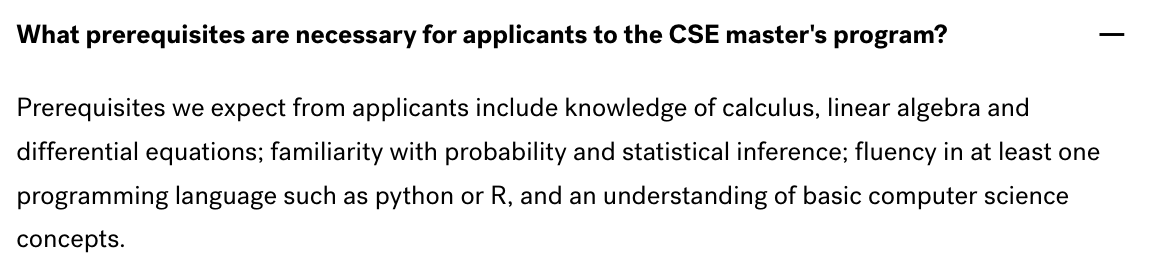 What prerequisites are necessary for applicants to the CSE master's program?
Prerequisites we expect from applicants include knowledge of calculus, linear algebra and
differential equations; familiarity with probability and statistical inference; fluency in at least one
programming language such as python or R, and an understanding of basic computer science
concepts.